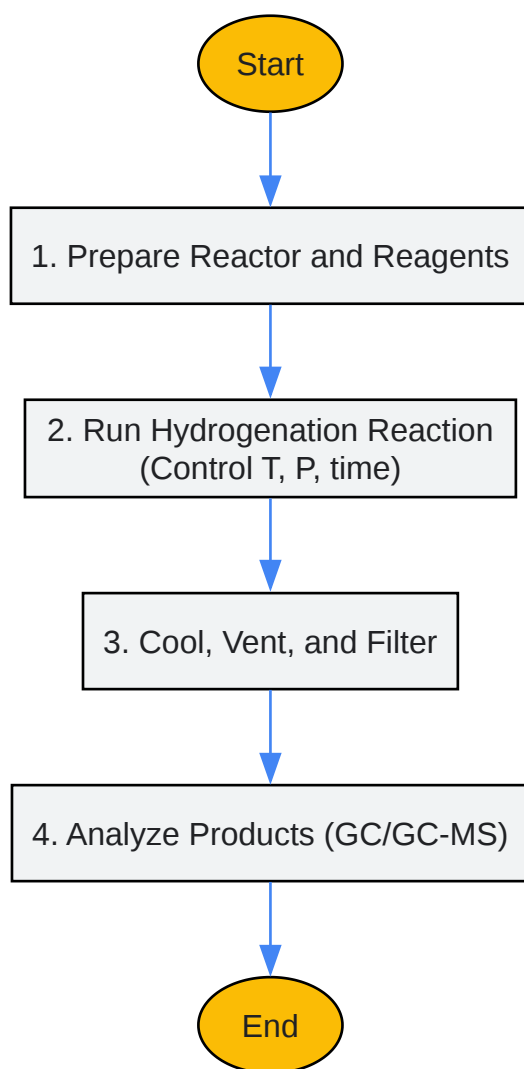 Start
1. Prepare Reactor and Reagents
2. Run Hydrogenation Reaction
(Control T, P, time)
3. Cool, Vent, and Filter
4. Analyze Products (GC/GC-MS)
End